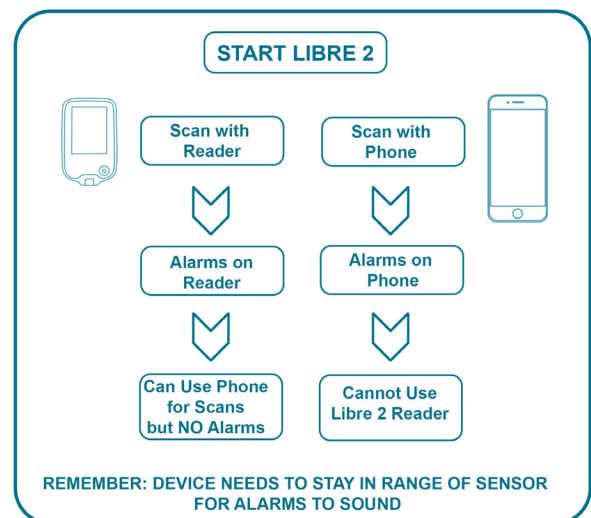 START LIBRE 2
Scan with
Reader
Scan with
Phone
Alarms on
Reader
Alarms on
Phone
Can Use Phone
for Scans
but NO Alarms
Cannot Use
Libre 2 Reader
REMEMBER: DEVICE NEEDS TO STAY IN RANGE OF SENSOR
FOR ALARMS TO SOUND